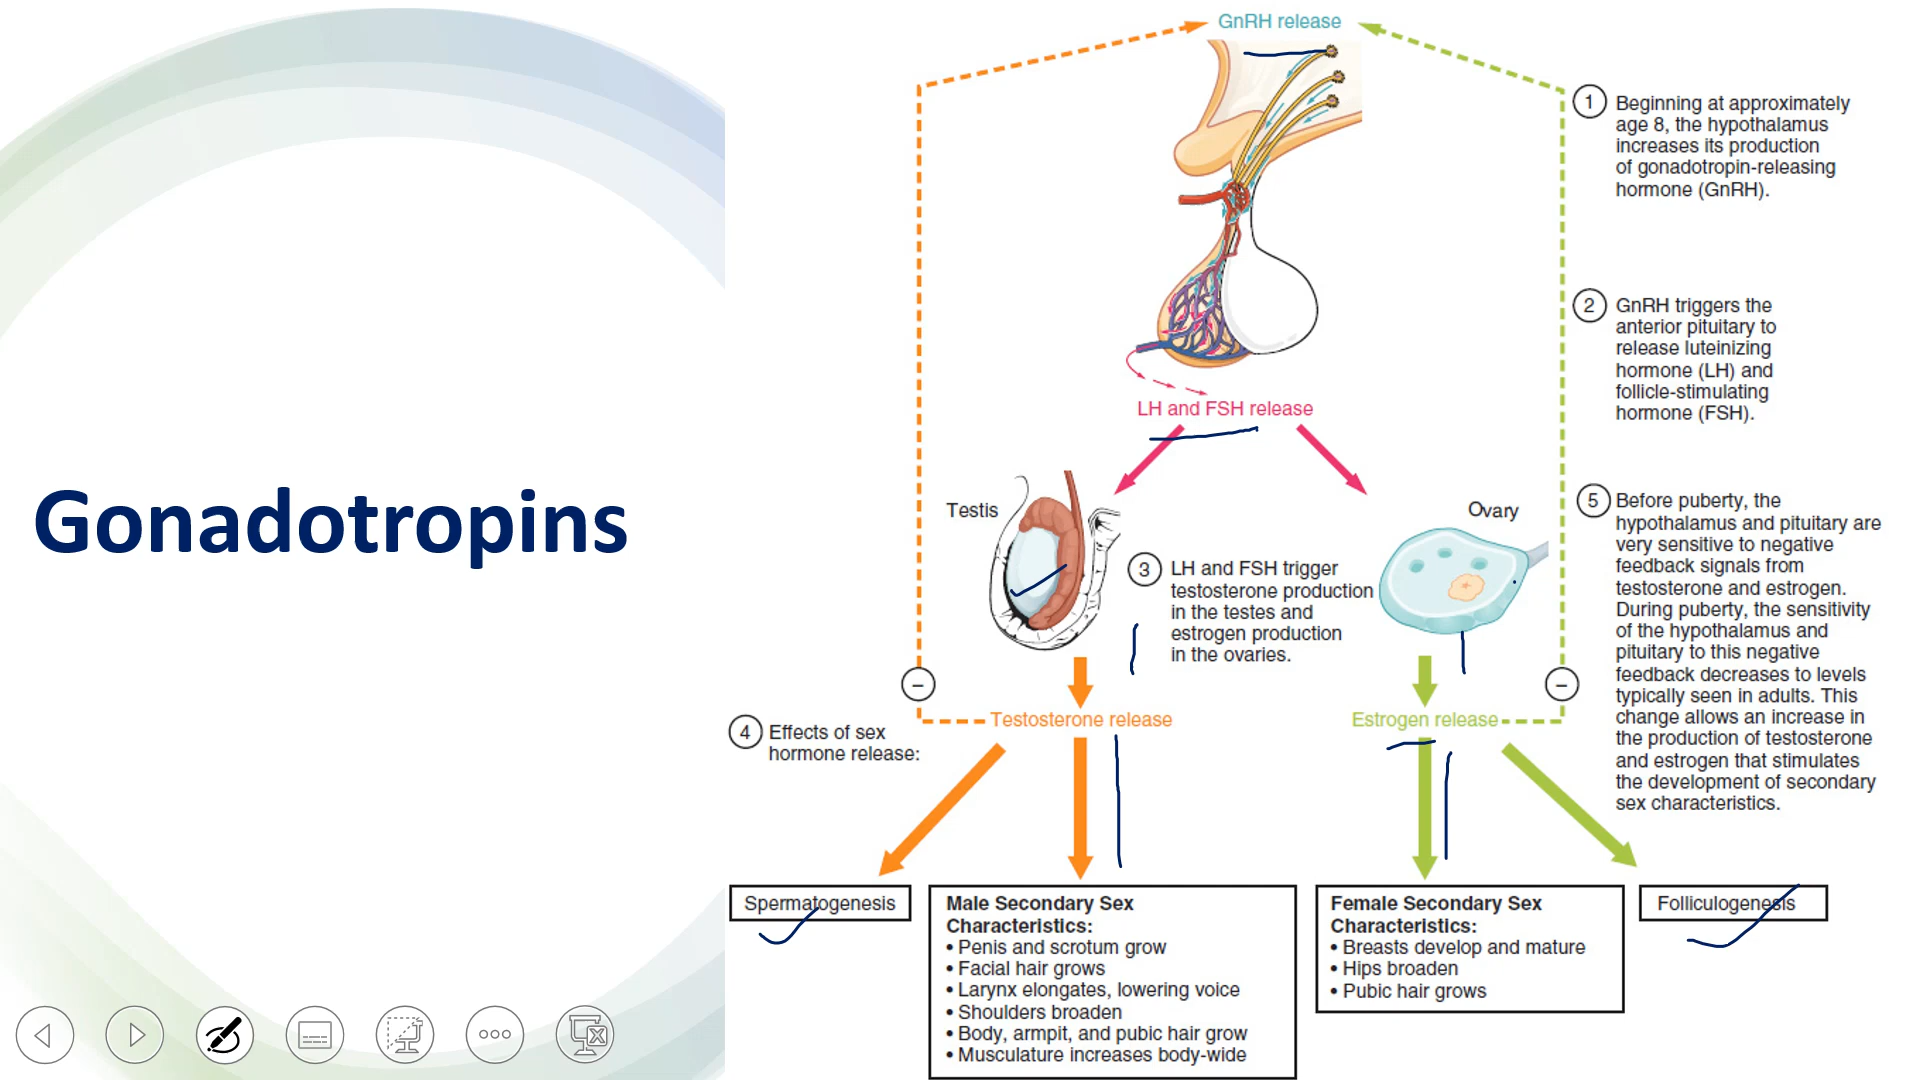 Gonadotropins
GnRH release
1
Beginning at approximately
age 8, the hypothalamus
increases its production
of gonadotropin-releasing
hormone (GnRH).
2
GnRH triggers the
anterior pituitary to
release luteinizing
hormone (LH) and
follicle-stimulating
hormone (FSH).
LH and FSH release
Testis
Ovary
3
LH and FSH trigger
testosterone production
in the testes and
estrogen production
in the ovaries.
5
Before puberty, the
hypothalamus and pituitary are
very sensitive to negative
feedback signals from
testosterone and estrogen.
During puberty, the sensitivity
of the hypothalamus and
pituitary to this negative
feedback decreases to levels
typically seen in adults. This
change allows an increase in
the production of testosterone
and estrogen that stimulates
the development of secondary
sex characteristics.
–
–
Testosterone release
Estrogen release
4
Effects of sex
hormone release:
Spermatogenesis
Male Secondary Sex
Characteristics:
• Penis and scrotum grow
• Facial hair grows
• Larynx elongates, lowering voice
• Shoulders broaden
• Body, armpit, and pubic hair grow
• Musculature increases body-wide
Female Secondary Sex
Characteristics:
• Breasts develop and mature
• Hips broaden
• Pubic hair grows
Folliculogenesis